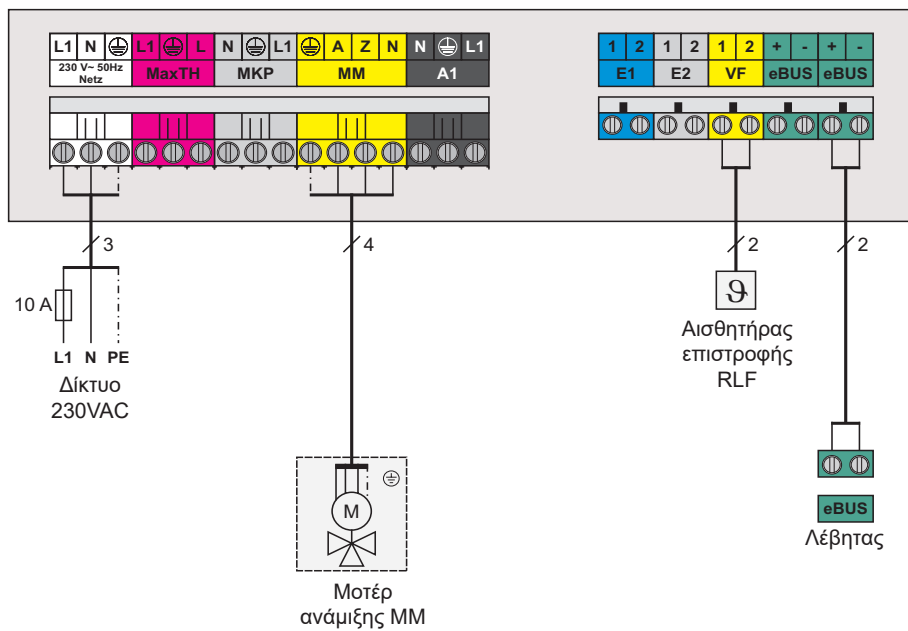 L1 N L1 L N L1 A Z N N L1
230 V~ 50Hz
Netz
MaxTH MKP MM A1
1 2 1 2 1 2 + - + -
E1 E2 VF eBUS eBUS
3
4
2
2
10 A
L1 N PE
Δίκτυο
230VAC
Αισθητήρας
επιστροφής
RLF
M
Μοτέρ
ανάμιξης MM
eBUS
Λέβητας